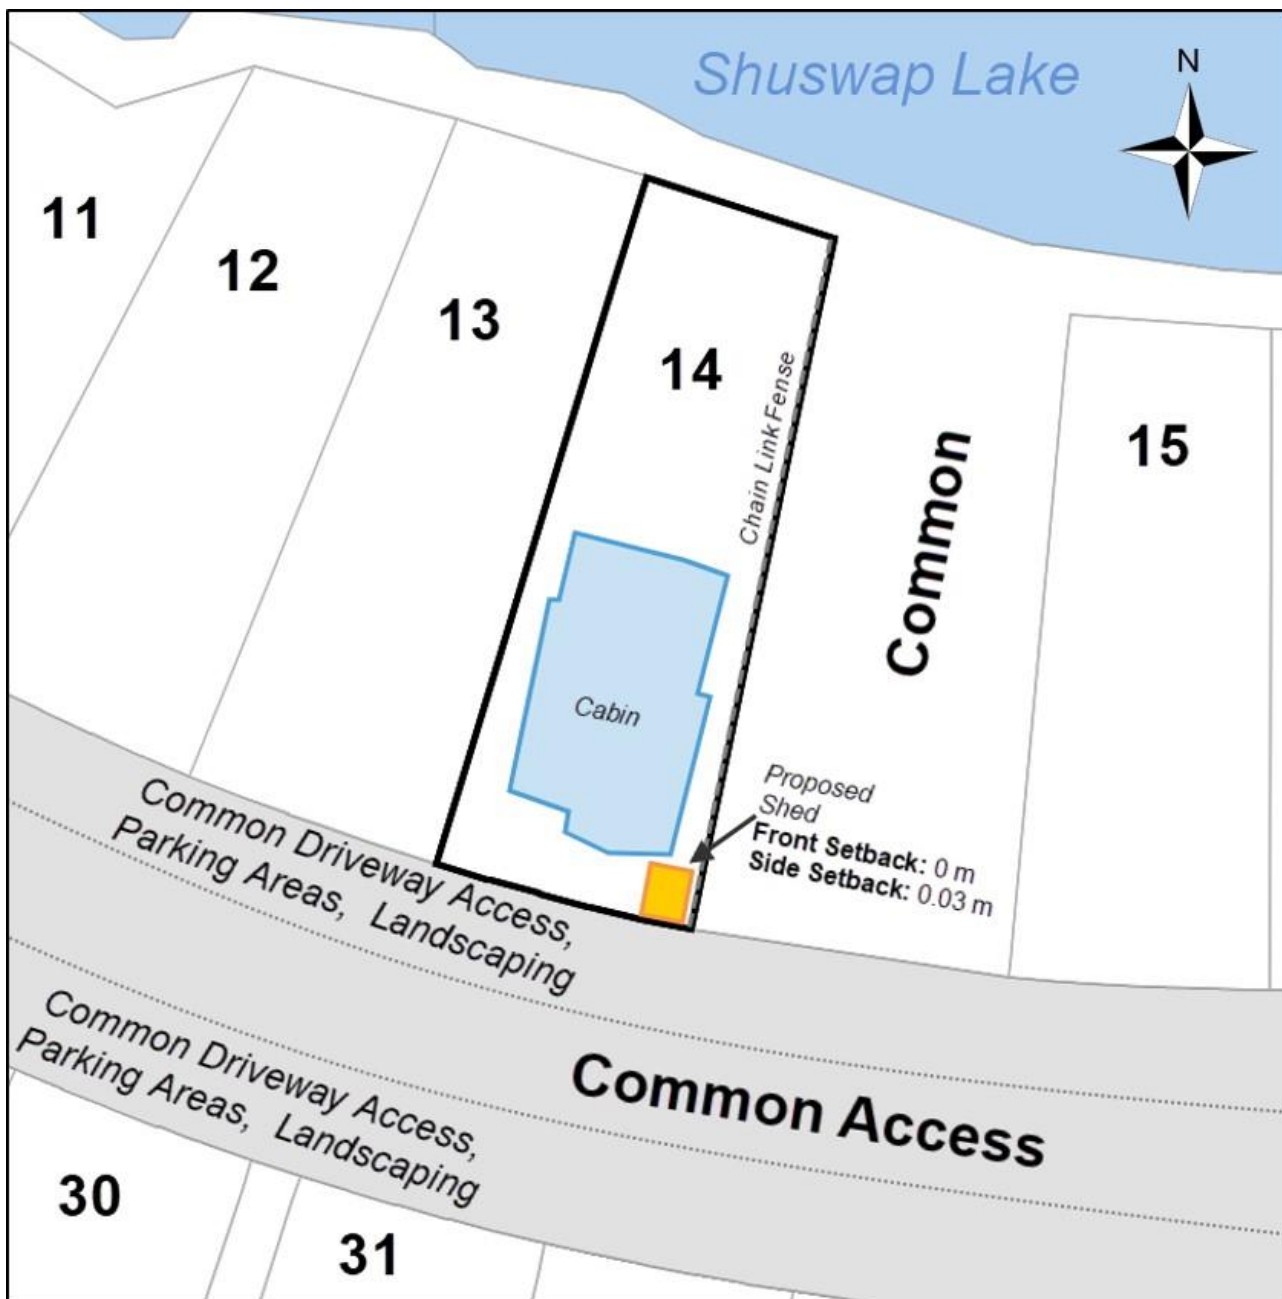 Shuswap Lake
N
11
12
13
14
15
Chain Link Fense
Common
Cabin
Proposed
Shed
Front Setback: 0 m
Side Setback: 0.03 m
Common Driveway Access,
Parking Areas, Landscaping
Common Access
Common Driveway Access,
Parking Areas, Landscaping
30
31